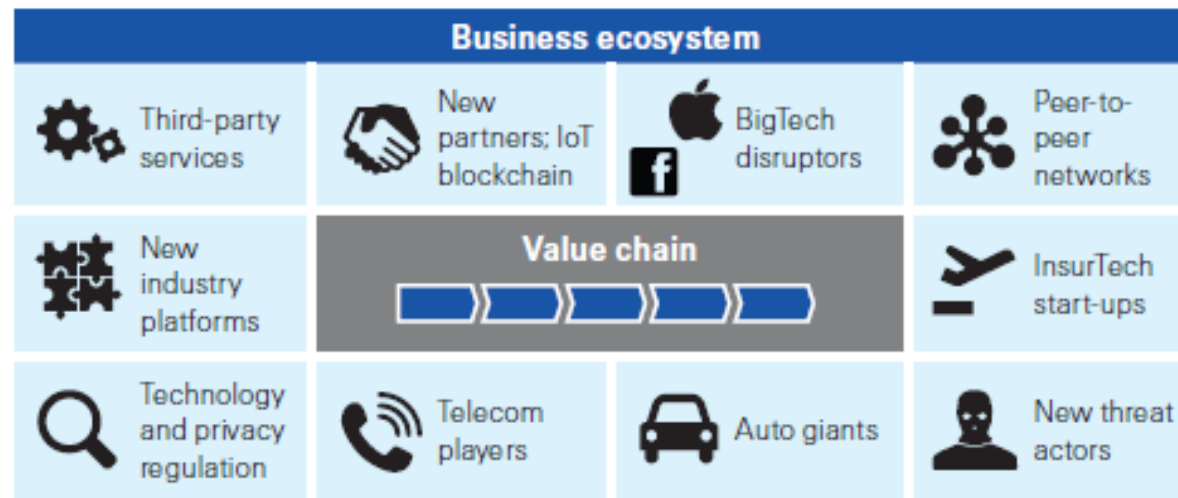 Business ecosystem
Third-party
services
New
partners; IoT
blockchain
BigTech
disruptors
Peer-to-
peer
networks
New
industry
platforms
Value chain
InsurTech
start-ups
Technology
and privacy
regulation
Telecom
players
Auto giants
New threat
actors